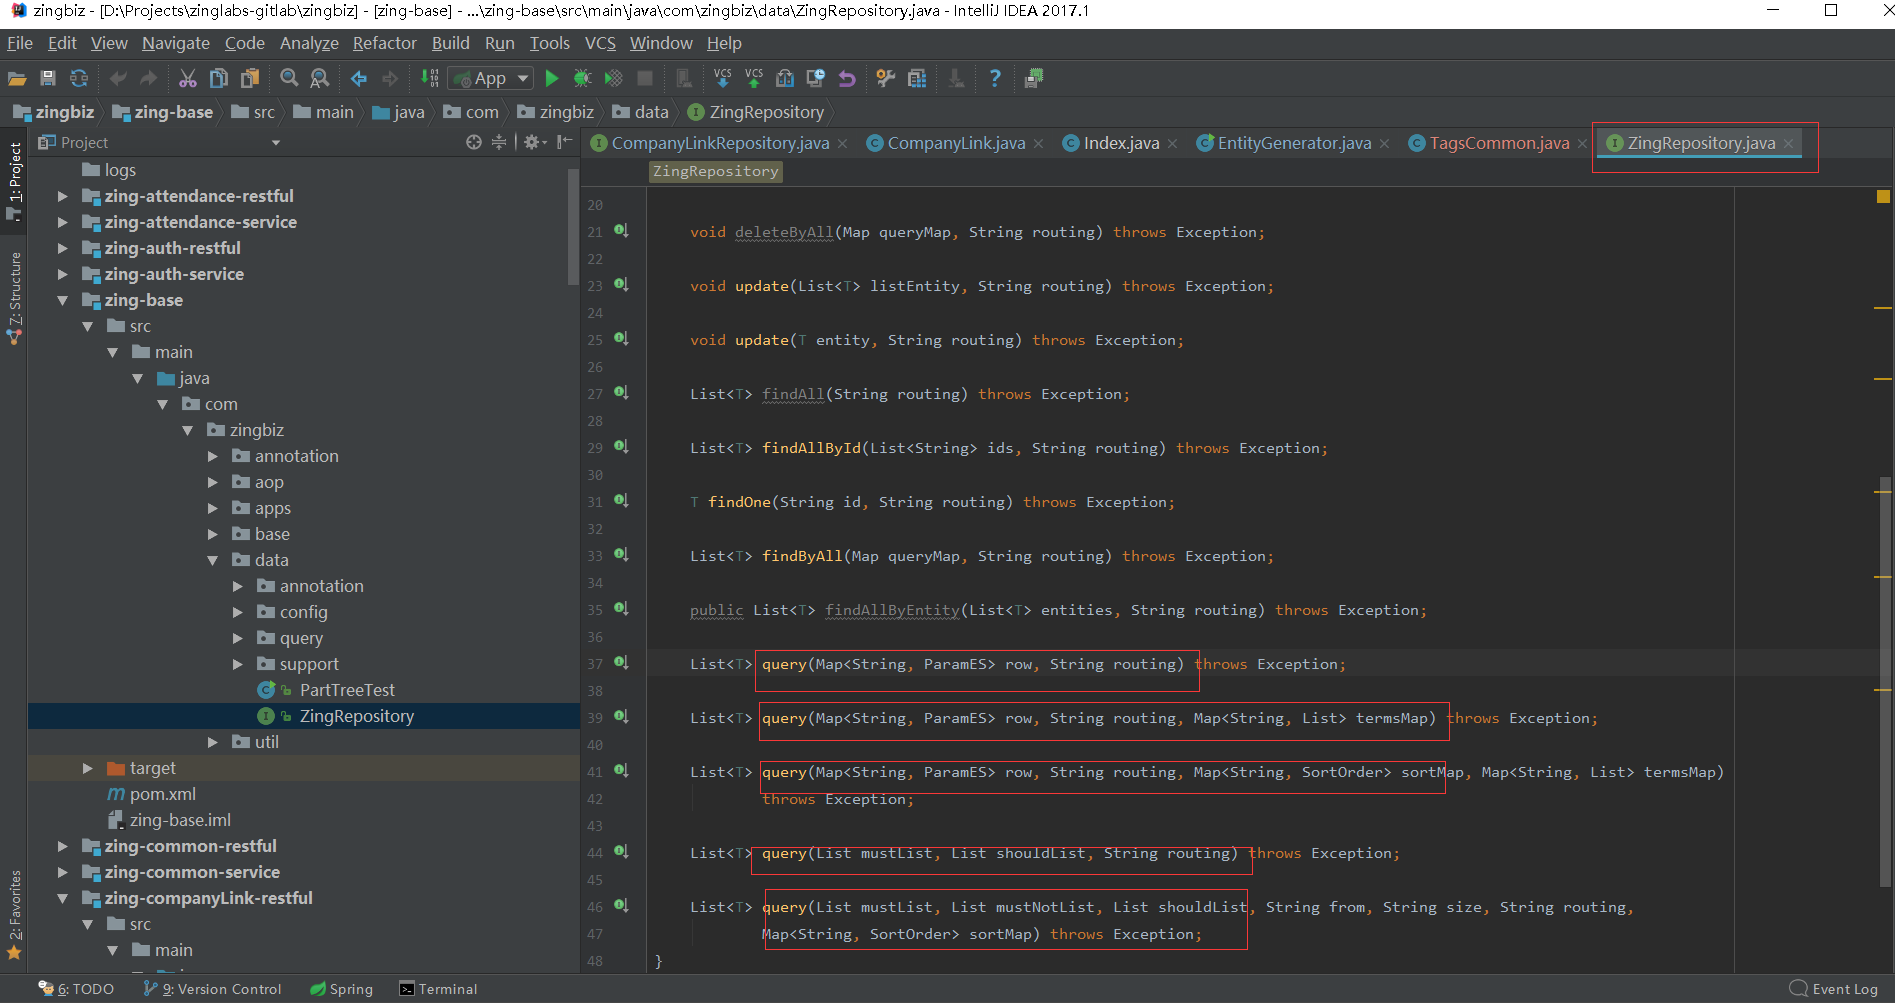 zingbiz - [D:\Projects\zinglabs-gitlab\zingbiz] - [zing-base] - ...\zing-base\src\main\java\com\zingbiz\data\ZingRepository.java - IntelliJ IDEA 2017.1
File Edit View Navigate Code Analyze Refactor Build Run Tools VCS Window Help
App VCS VCS
zingbiz zing-base src main java com zingbiz data ZingRepository
Project
CompanyLinkRepository.java CompanyLink.java Index.java EntityGenerator.java TagsCommon.java ZingRepository.java
ZingRepository
1: Project
Z: Structure
2: Favorites
logs
zing-attendance-restful
zing-attendance-service
zing-auth-restful
zing-auth-service
zing-base
src
main
java
com
zingbiz
annotation
aop
apps
base
data
annotation
config
query
support
PartTreeTest
ZingRepository
util
target
pom.xml
zing-base.iml
zing-common-restful
zing-common-service
zing-companyLink-restful
src
main
20
21 void deleteByAll(Map queryMap, String routing) throws Exception;
22
23 void update(List<T> listEntity, String routing) throws Exception;
24
25 void update(T entity, String routing) throws Exception;
26
27 List<T> findAll(String routing) throws Exception;
28
29 List<T> findAllById(List<String> ids, String routing) throws Exception;
30
31 T findOne(String id, String routing) throws Exception;
32
33 List<T> findByAll(Map queryMap, String routing) throws Exception;
34
35 public List<T> findAllByEntity(List<T> entities, String routing) throws Exception;
36
37 List<T> query(Map<String, ParamES> row, String routing) throws Exception;
38
39 List<T> query(Map<String, ParamES> row, String routing, Map<String, List> termsMap) throws Exception;
40
41 List<T> query(Map<String, ParamES> row, String routing, Map<String, SortOrder> sortMap, Map<String, List> termsMap)
42 throws Exception;
43
44 List<T> query(List mustList, List shouldList, String routing) throws Exception;
45
46 List<T> query(List mustList, List mustNotList, List shouldList, String from, String size, String routing,
47 Map<String, SortOrder> sortMap) throws Exception;
48 }
6: TODO 9: Version Control Spring Terminal Event Log